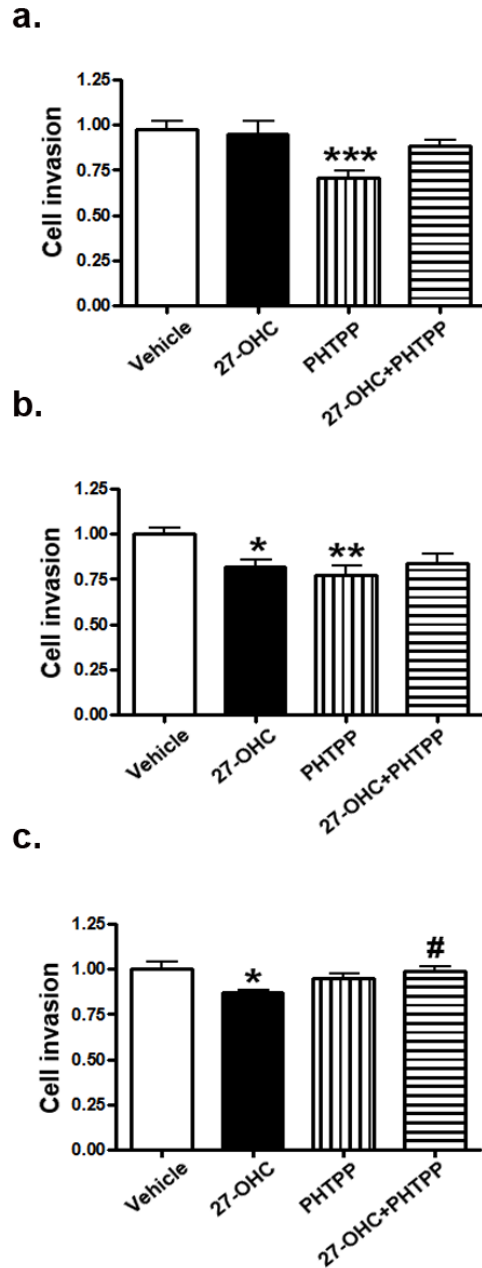 a.
Cell invasion
1.25
1.00
0.75
0.50
0.25
0.00
***
Vehicle
27-OHC
PHTPP
27-OHC+PHTPP
b.
Cell invasion
1.25
1.00
0.75
0.50
0.25
0.00
*
**
Vehicle
27-OHC
PHTPP
27-OHC+PHTPP
c.
Cell invasion
1.25
1.00
0.75
0.50
0.25
0.00
*
#
Vehicle
27-OHC
PHTPP
27-OHC+PHTPP